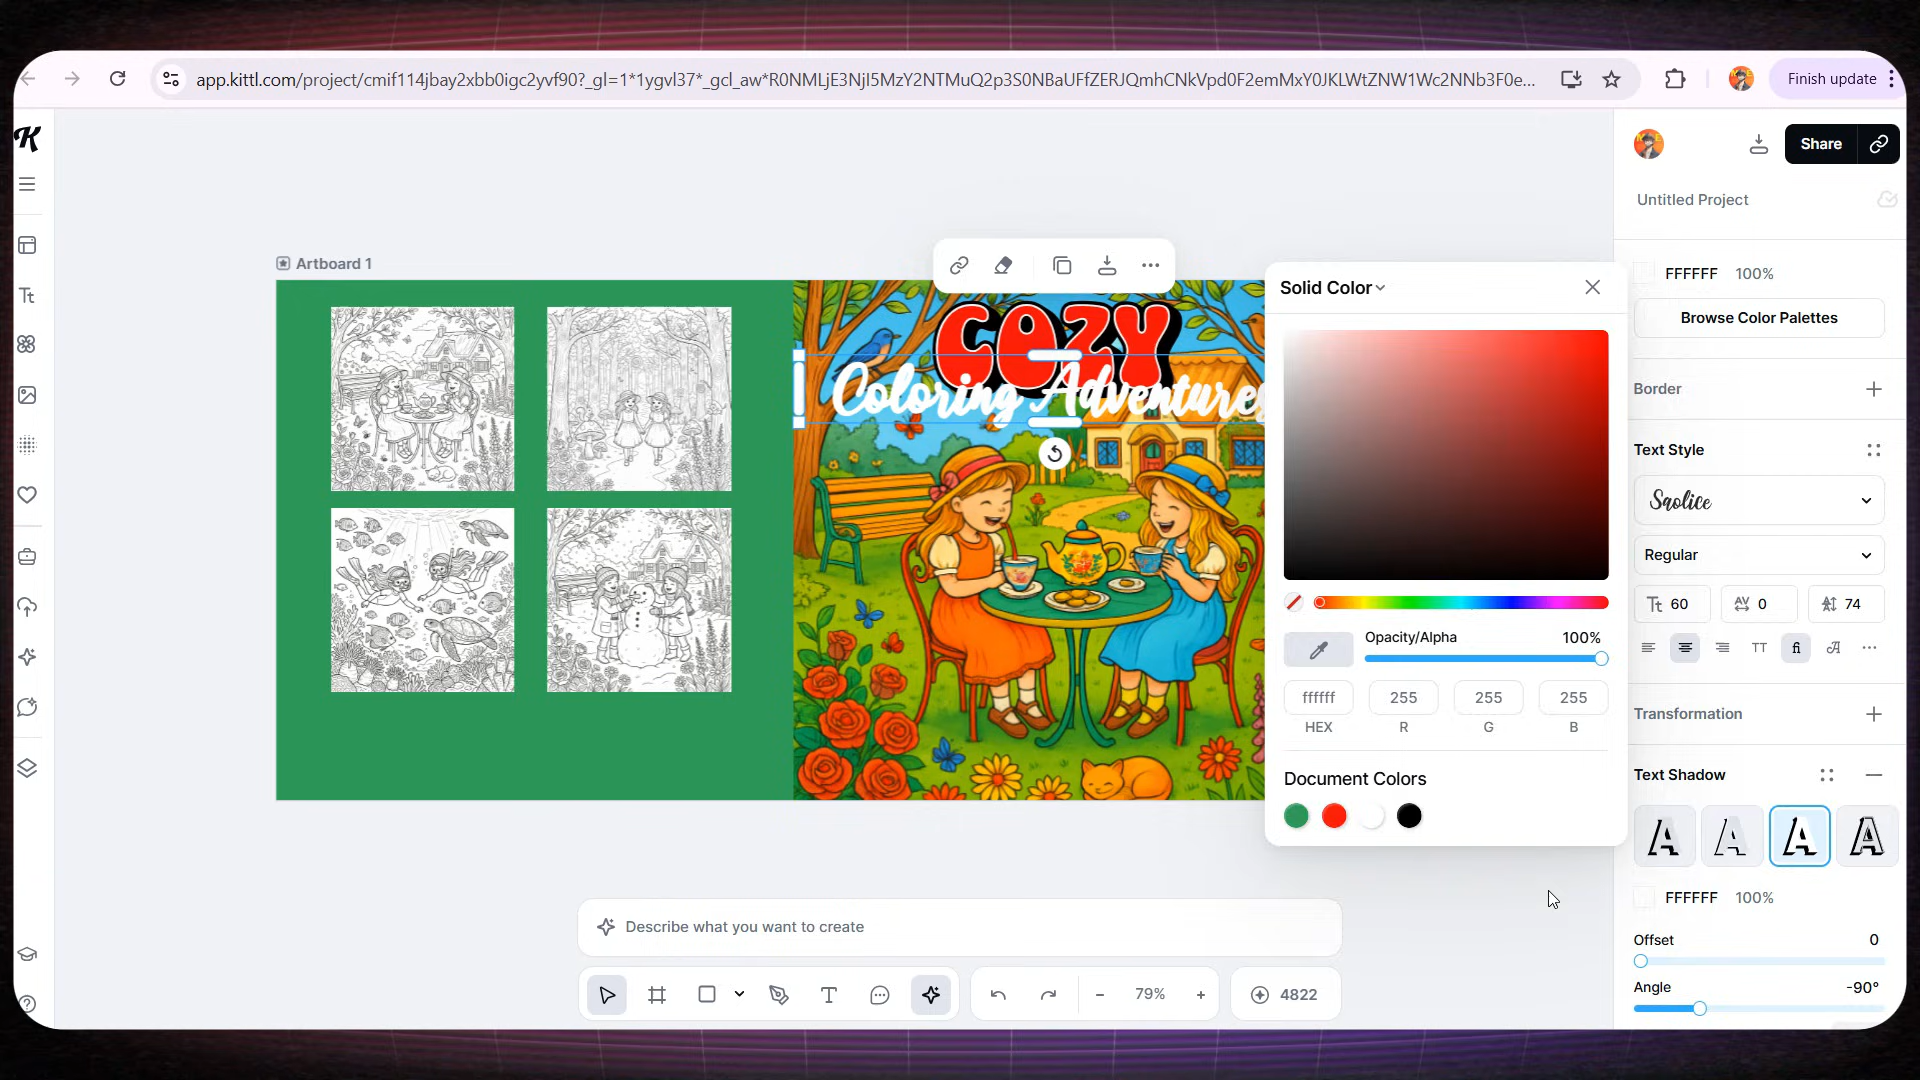 app.kittl.com/project/cmif114jbay2xbb0igc2yvf90?_gl=1*1ygvl37*_gcl_aw*R0NMLjE3NjI5MzY2NTMuQ2p3S0NBaUFfZERJQmhCNkVpd0F2emMxY0JKLWtZNW1Wc2NNb3F0e...
Finish update
K
Share
Untitled Project
Artboard 1
FFFFFF 100%
Solid Color
Browse Color Palettes
COZY
Coloring Adventures
Border
Text Style
Saolice
Regular
Tt 60
AV 0
74
Opacity/Alpha 100%
ffffff 255 255 255
HEX R G B
Transformation
Document Colors
Text Shadow
A A A A
FFFFFF 100%
Describe what you want to create
Offset 0
Angle -90°
79%
4822